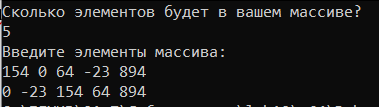 Сколько элементов будет в вашем массиве?
5
Введите элементы массива:
154 0 64 -23 894
0 -23 154 64 894